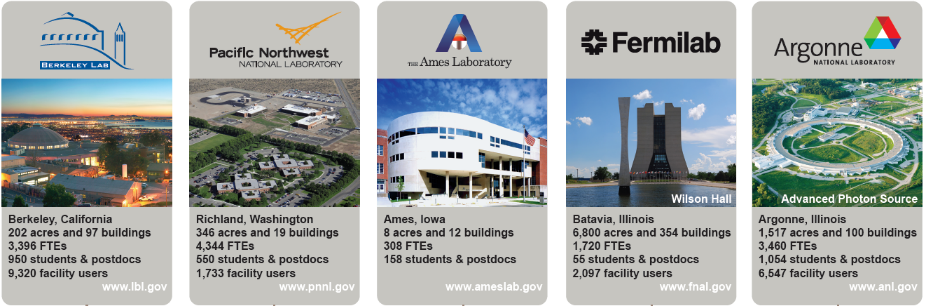 BERKELEY LAB
Berkeley, California
202 acres and 97 buildings
3,396 FTEs
950 students & postdocs
9,320 facility users
www.lbl.gov
Pacific Northwest
NATIONAL LABORATORY
Richland, Washington
346 acres and 19 buildings
4,344 FTEs
550 students & postdocs
1,733 facility users
www.pnnl.gov
THE Ames Laboratory
Ames, Iowa
8 acres and 12 buildings
308 FTEs
158 students & postdocs
www.ameslab.gov
Fermilab
Wilson Hall
Batavia, Illinois
6,800 acres and 354 buildings
1,720 FTEs
55 students & postdocs
2,097 facility users
www.fnal.gov
Argonne
NATIONAL LABORATORY
Advanced Photon Source
Argonne, Illinois
1,517 acres and 100 buildings
3,460 FTEs
1,054 students & postdocs
6,547 facility users
www.anl.gov